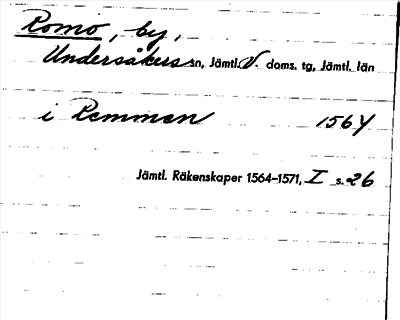 Romo, by,
Undersåkers sn, Jämtl. V. doms. tg, Jämtl. län
i Remmen 1564
Jämtl. Räkenskaper 1564-1571, I s. 26